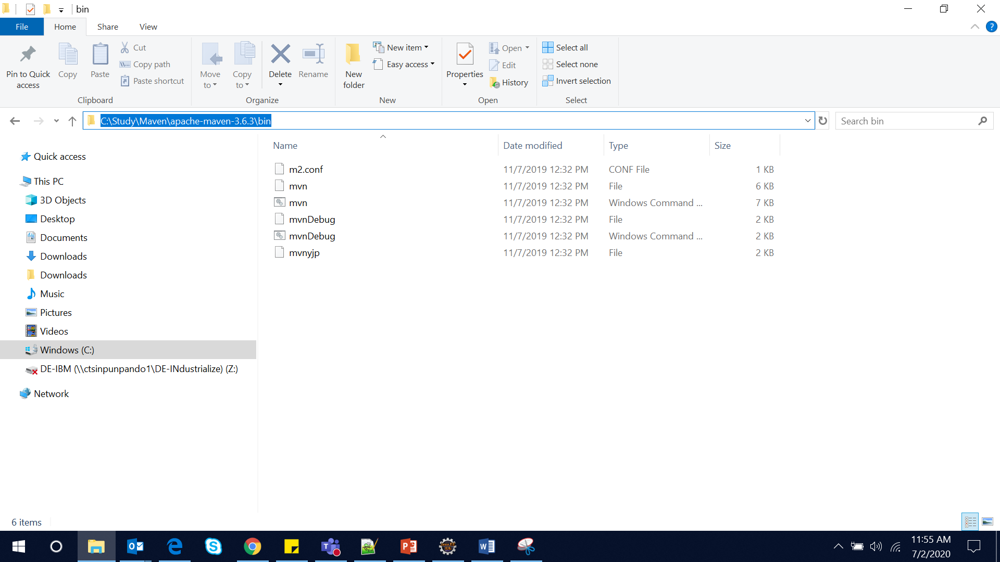 bin
File Home Share View
Pin to Quick access
Copy
Paste
Cut
Copy path
Paste shortcut
Clipboard
Move to
Copy to
Delete
Rename
Organize
New folder
New item
Easy access
New
Properties
Open
Edit
History
Open
Select all
Select none
Invert selection
Select
C:\Study\Maven\apache-maven-3.6.3\bin
Search bin
Quick access
This PC
3D Objects
Desktop
Documents
Downloads
Downloads
Music
Pictures
Videos
Windows (C:)
DE-IBM (\\ctsinpunpando1\DE-INdustrialize) (Z:)
Network
Name Date modified Type Size
m2.conf 11/7/2019 12:32 PM CONF File 1 KB
mvn 11/7/2019 12:32 PM File 6 KB
mvn 11/7/2019 12:32 PM Windows Command ... 7 KB
mvnDebug 11/7/2019 12:32 PM File 2 KB
mvnDebug 11/7/2019 12:32 PM Windows Command ... 2 KB
mvnyjp 11/7/2019 12:32 PM File 2 KB
6 items
11:55 AM
7/2/2020